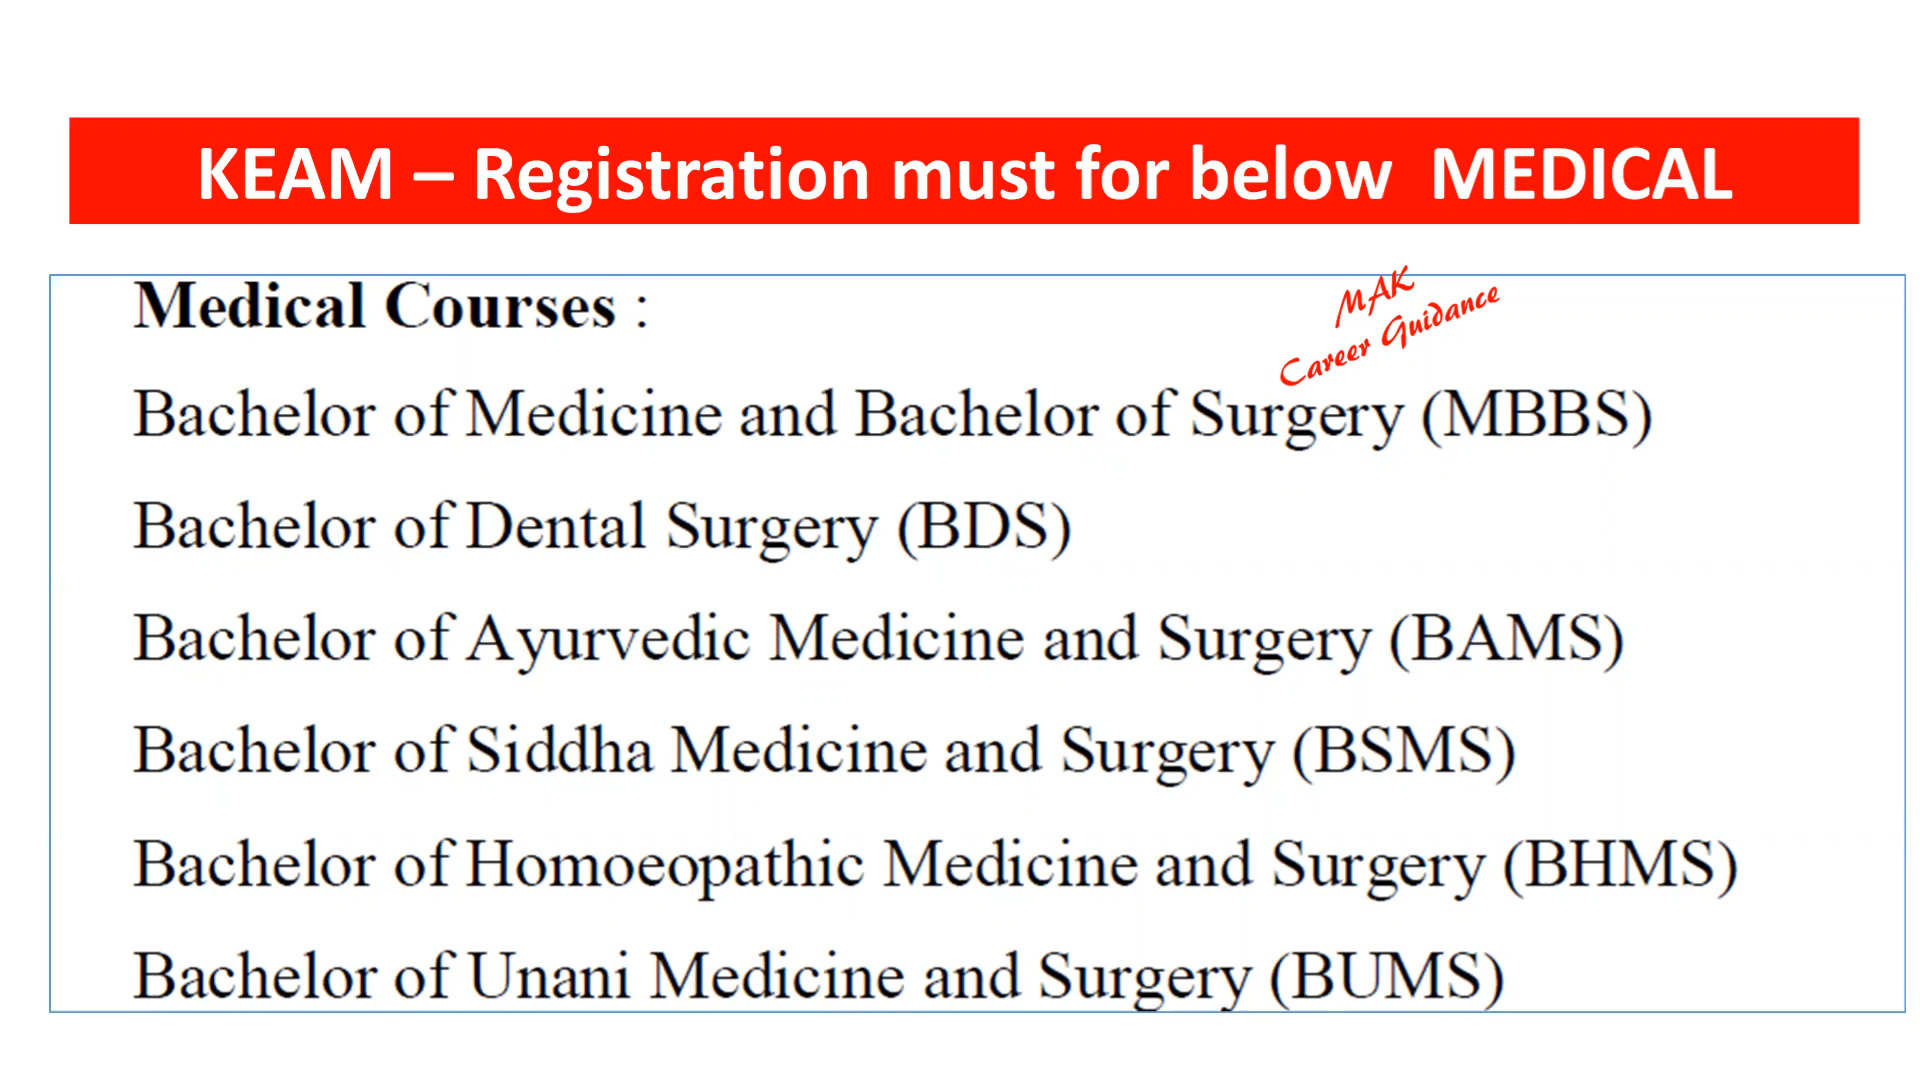 KEAM – Registration must for below MEDICAL
Medical Courses :
MAK
Career Guidance
Bachelor of Medicine and Bachelor of Surgery (MBBS)
Bachelor of Dental Surgery (BDS)
Bachelor of Ayurvedic Medicine and Surgery (BAMS)
Bachelor of Siddha Medicine and Surgery (BSMS)
Bachelor of Homoeopathic Medicine and Surgery (BHMS)
Bachelor of Unani Medicine and Surgery (BUMS)